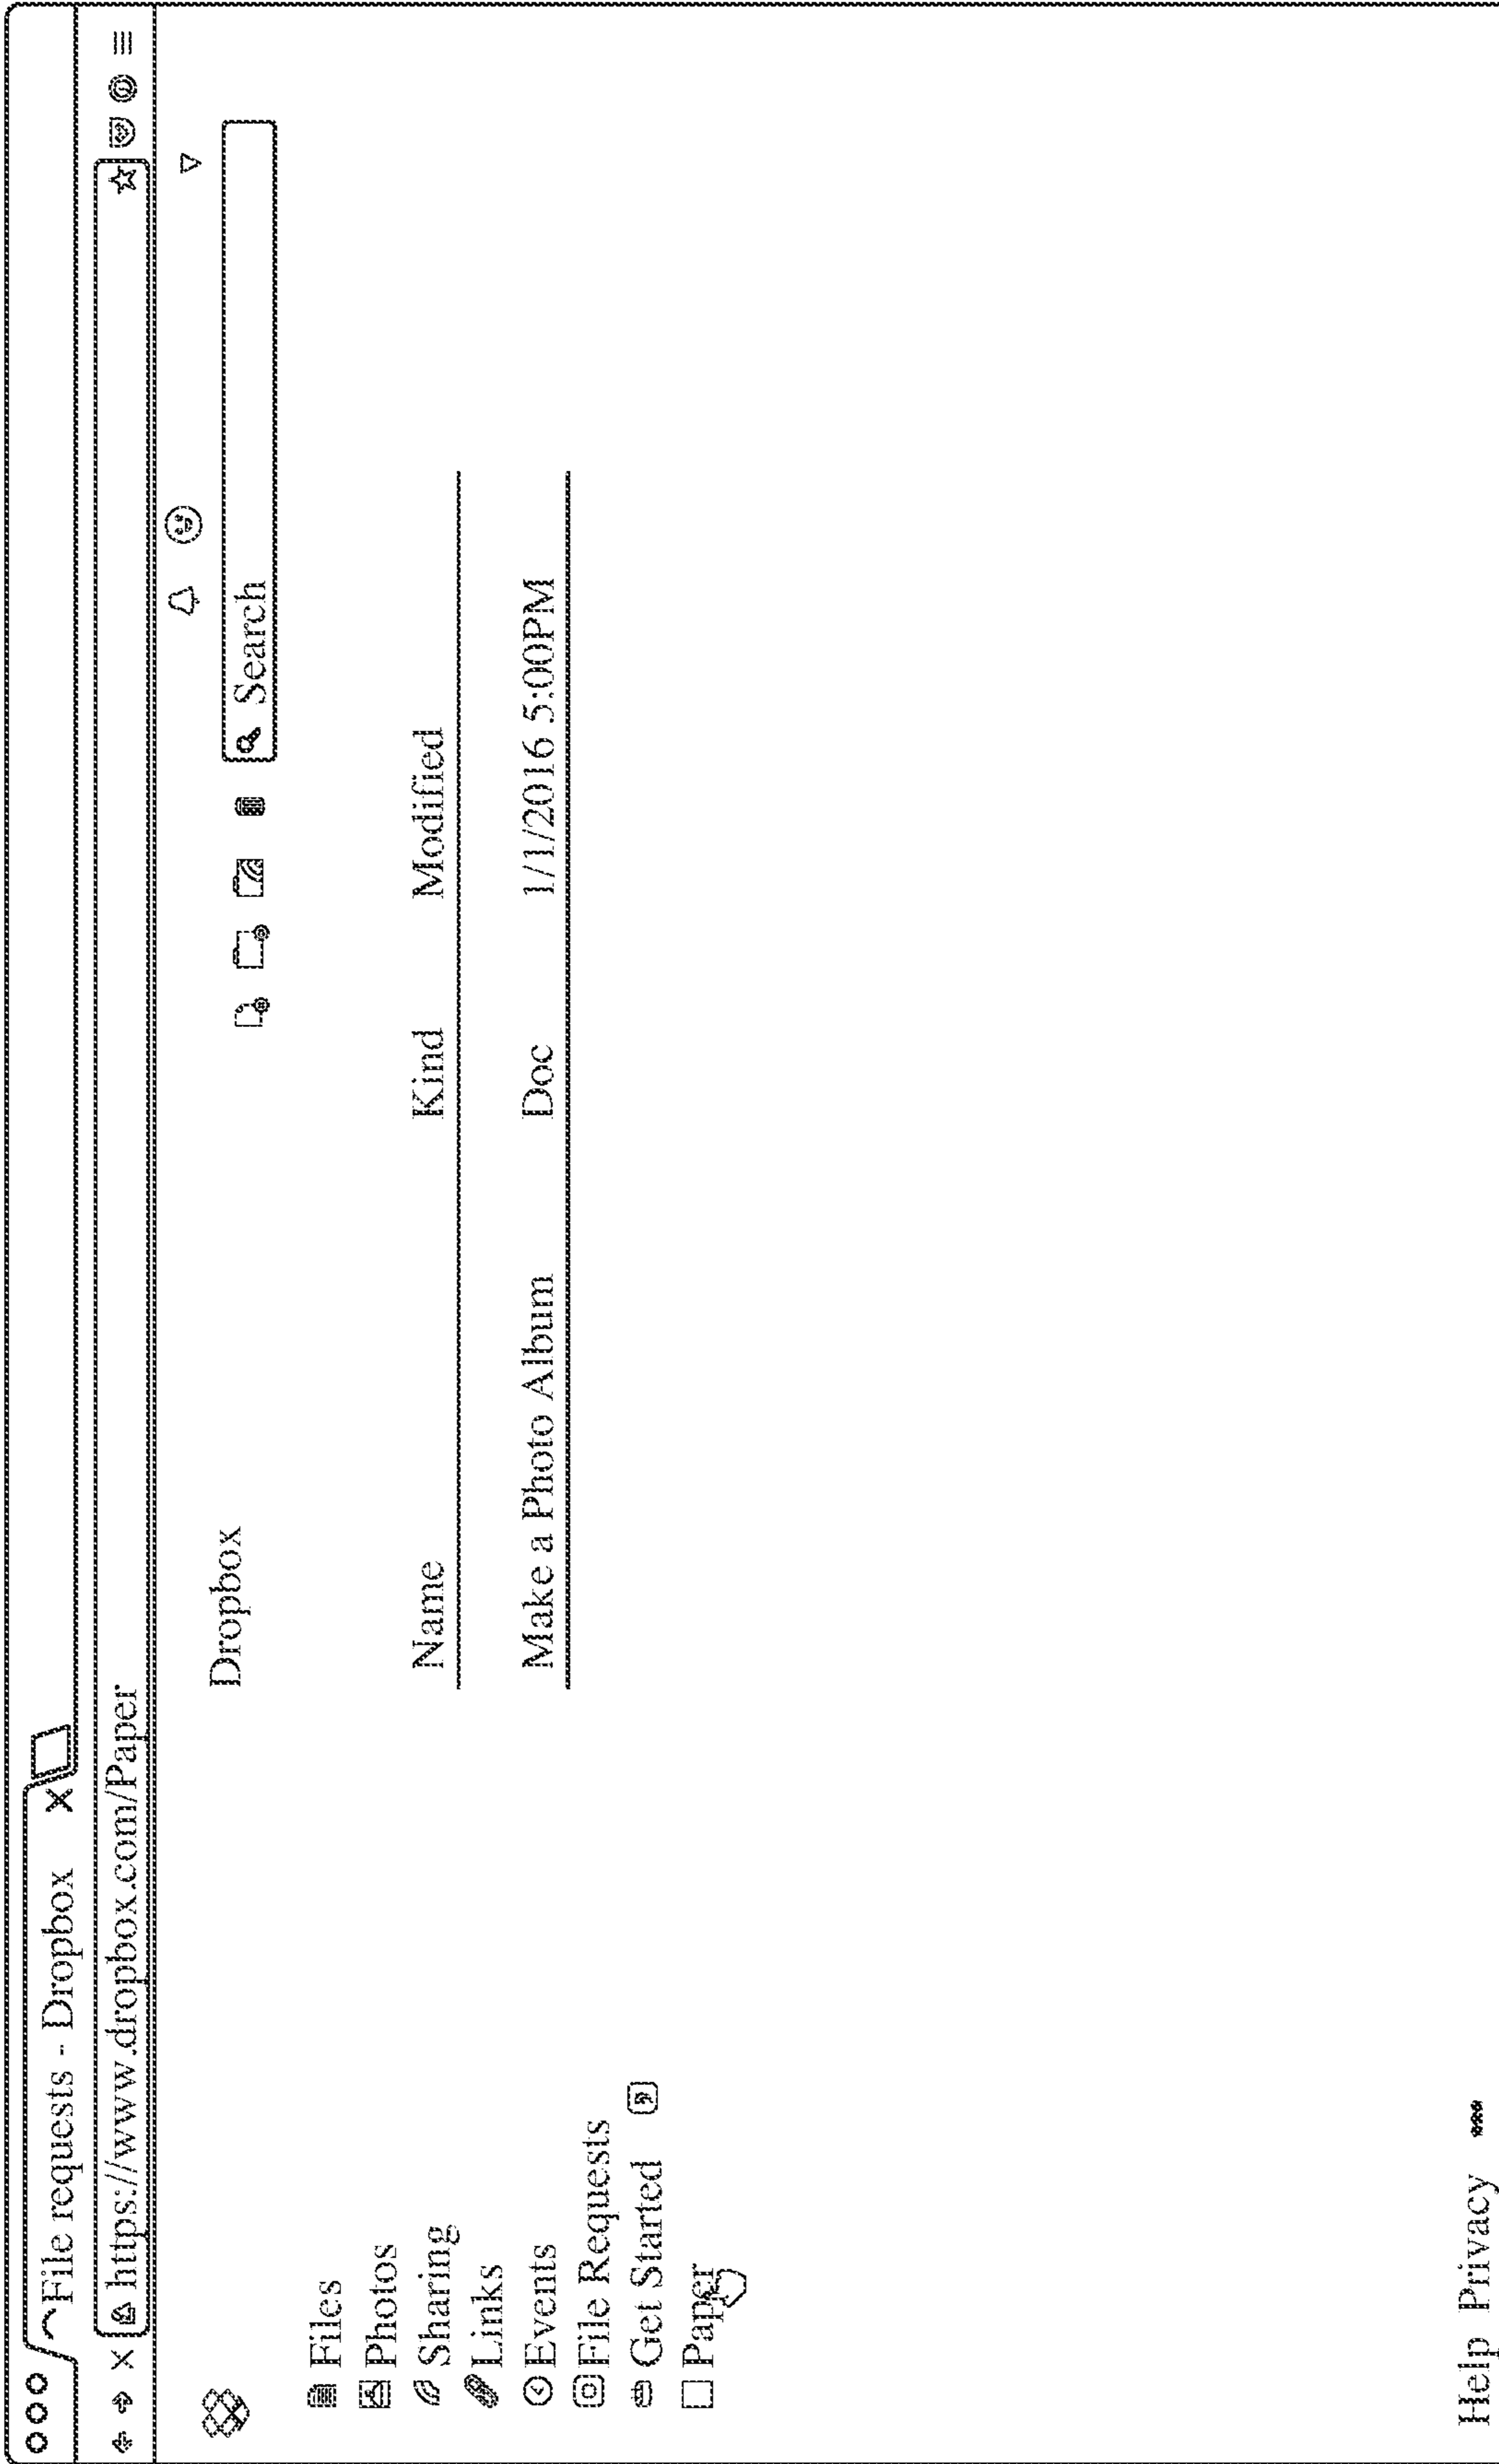 File requests - Dropbox
https://www.dropbox.com/Paper
Dropbox
Search
Files
Photos
Sharing
Links
Events
File Requests
Get Started
Paper
Name Kind Modified
Make a Photo Album Doc 1/1/2016 5:00PM
Help Privacy